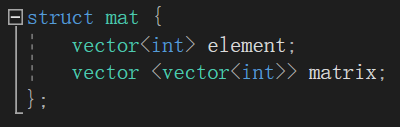 struct mat {
    vector<int> element;
    vector <vector<int>> matrix;
};